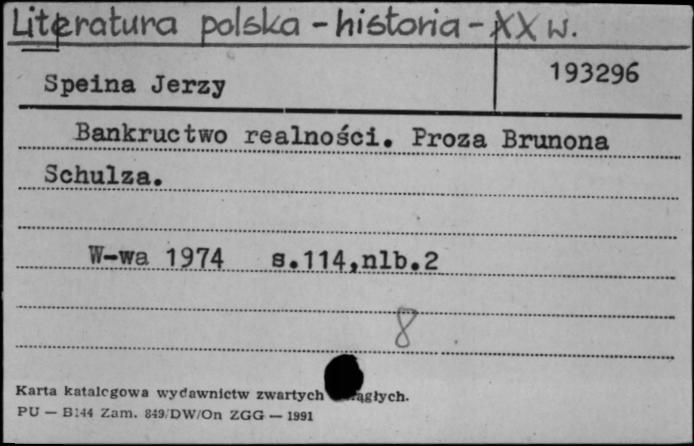 Literatura polska - historia - XX w.
193296
Speina Jerzy
Bankructwo realności. Proza Brunona
Schulza.
W-wa 1974 s.114,nlb.2
8
Karta katalogowa wydawnictw zwartych
PU — B144 Zam. 849/DW/On ZGG — 1991